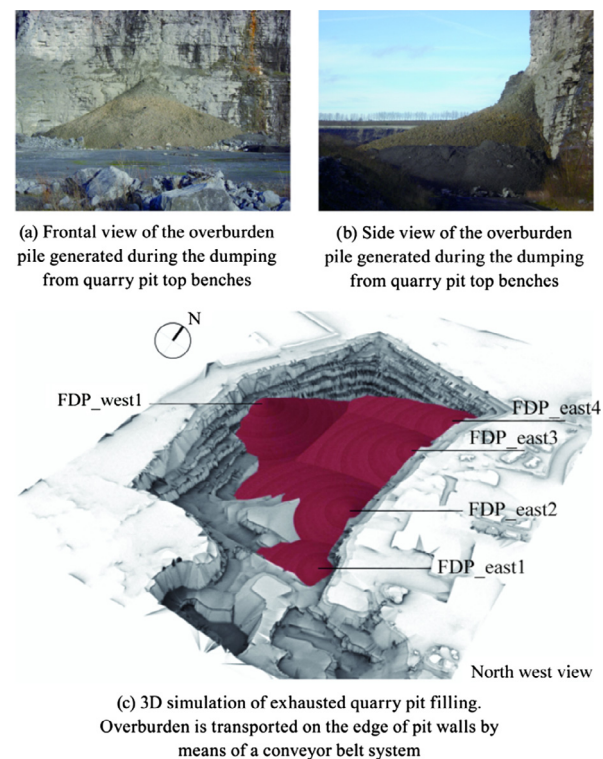 (a) Frontal view of the overburden
pile generated during the dumping
from quarry pit top benches
(b) Side view of the overburden
pile generated during the dumping
from quarry pit top benches
N
FDP_west1
FDP_east4
FDP_east3
FDP_east2
FDP_east1
North west view
(c) 3D simulation of exhausted quarry pit filling.
Overburden is transported on the edge of pit walls by
means of a conveyor belt system